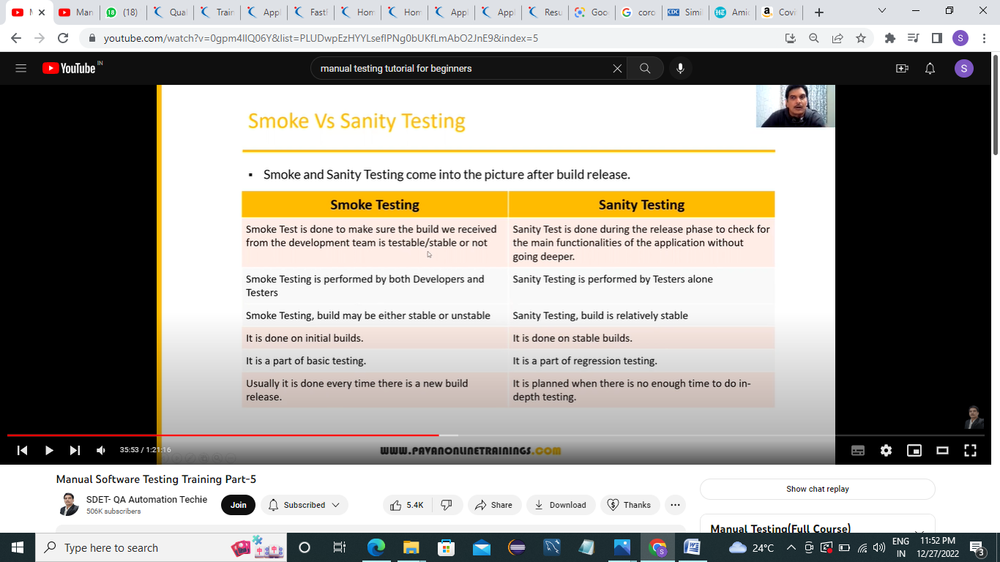 M
Man
(18)
Qual
Train
Appl
Fastl
Hom
Hom
Appl
Appl
Resu
Goo
corc
CDC
Simil
HT
Amic
Covi
youtube.com/watch?v=0gpm4lIQ06Y&list=PLUDwpEzHYYLseflPNg0bUKfLmAbO2JnE9&index=5
S
YouTube IN
manual testing tutorial for beginners
S
Smoke Vs Sanity Testing
▪ Smoke and Sanity Testing come into the picture after build release.
Smoke Testing
Sanity Testing
Smoke Test is done to make sure the build we received
from the development team is testable/stable or not
Sanity Test is done during the release phase to check for
the main functionalities of the application without
going deeper.
Smoke Testing is performed by both Developers and
Testers
Sanity Testing is performed by Testers alone
Smoke Testing, build may be either stable or unstable
Sanity Testing, build is relatively stable
It is done on initial builds.
It is done on stable builds.
It is a part of basic testing.
It is a part of regression testing.
Usually it is done every time there is a new build
release.
It is planned when there is no enough time to do in-
depth testing.
35:53 / 1:21:16
WWW.PAVANONLINETRAININGS.COM
Manual Software Testing Training Part-5
SDET- QA Automation Techie
506K subscribers
Join
Subscribed
5.4K
Share
Download
Thanks
Show chat replay
Manual Testing(Full Course)
Type here to search
24°C
ENG
IN
11:52 PM
12/27/2022
3